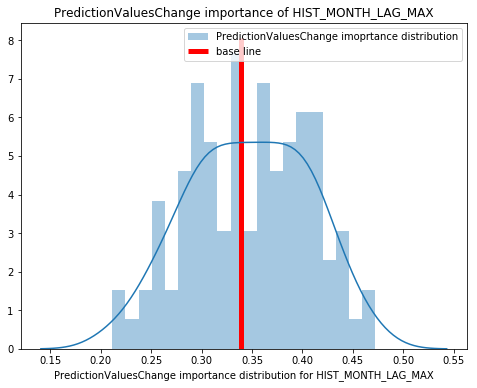 PredictionValuesChange importance of HIST_MONTH_LAG_MAX
PredictionValuesChange imoprtance distribution
base line
8
7
6
5
4
3
2
1
0
0.15 0.20 0.25 0.30 0.35 0.40 0.45 0.50 0.55
PredictionValuesChange importance distribution for HIST_MONTH_LAG_MAX